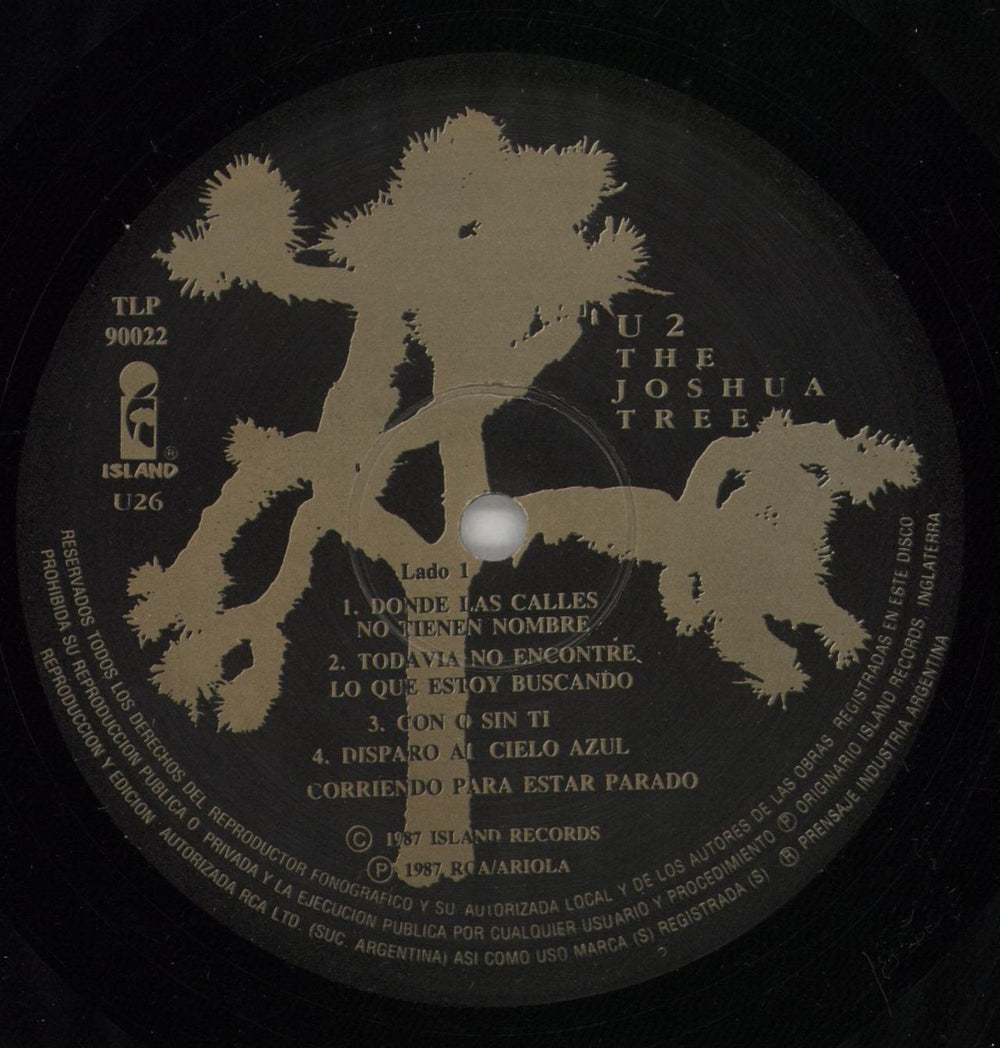 TLP
90022
ISLAND ®
U26
U 2
THE
JOSHUA
TREE
Lado 1
1. DONDE LAS CALLES
NO TIENEN NOMBRE
2. TODAVIA NO ENCONTRE
LO QUE ESTOY BUSCANDO
3. CON O SIN TI
4. DISPARO AL CIELO AZUL
CORRIENDO PARA ESTAR PARADO
© 1987 ISLAND RECORDS
Ⓟ 1987 RCA/ARIOLA
RESERVADOS TODOS LOS DERECHOS DEL REPRODUCTOR FONOGRAFICO Y SU AUTORIZADA LOCAL Y DE LOS AUTORES DE LAS OBRAS REGISTRADAS EN ESTE DISCO
PROHIBIDA SU REPRODUCCION PUBLICA O PRIVADA Y LA EJECUCION PUBLICA POR CUALQUIER USUARIO Y PROCEDIMIENTO Ⓟ ORIGINARIO ISLAND RECORDS, INGLATERRA
REPRODUCCION Y EDICION AUTORIZADA RCA LTD. (SUC. ARGENTINA) ASI COMO USO MARCA (S) REGISTRADA (S) ® PRENSAJE INDUSTRIA ARGENTINA